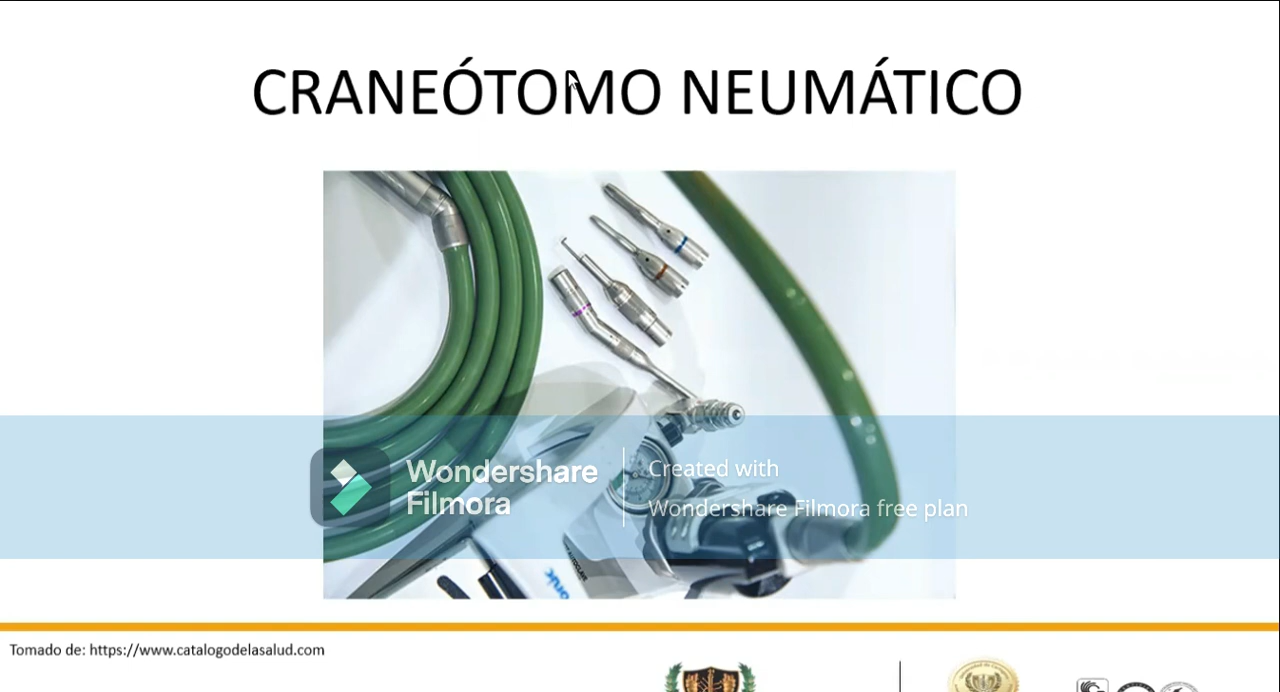 CRANEÓTOMO NEUMÁTICO
Wondershare
Filmora
Created with
Wondershare Filmora free plan
Tomado de: https://www.catalogodelasalud.com